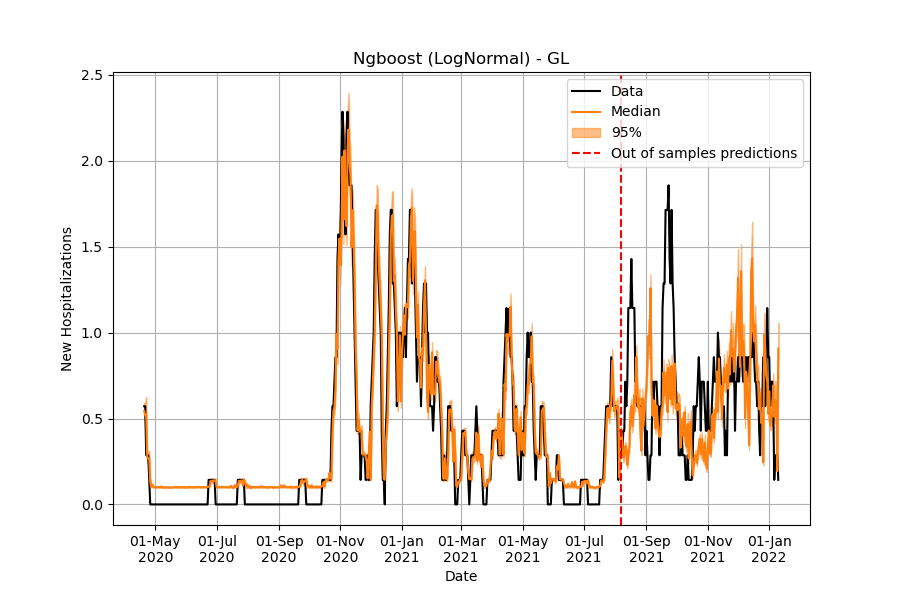 Ngboost (LogNormal) - GL
Data
Median
95%
Out of samples predictions
New Hospitalizations
2.5
2.0
1.5
1.0
0.5
0.0
01-May 01-Jul 01-Sep 01-Nov 01-Jan 01-Mar 01-May 01-Jul 01-Sep 01-Nov 01-Jan
2020 2020 2020 2020 2021 2021 2021 2021 2021 2021 2022
Date